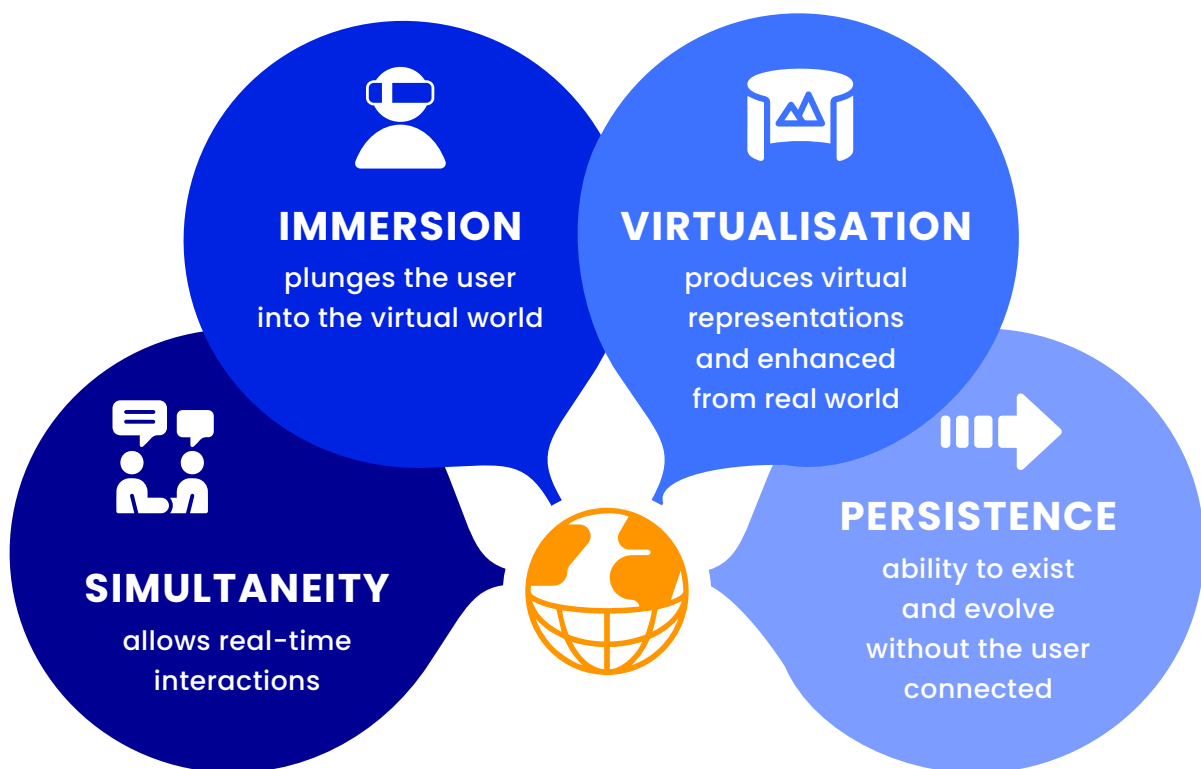 IMMERSION
plunges the user
into the virtual world
VIRTUALISATION
produces virtual
representations
and enhanced
from real world
SIMULTANEITY
allows real-time
interactions
PERSISTENCE
ability to exist
and evolve
without the user
connected